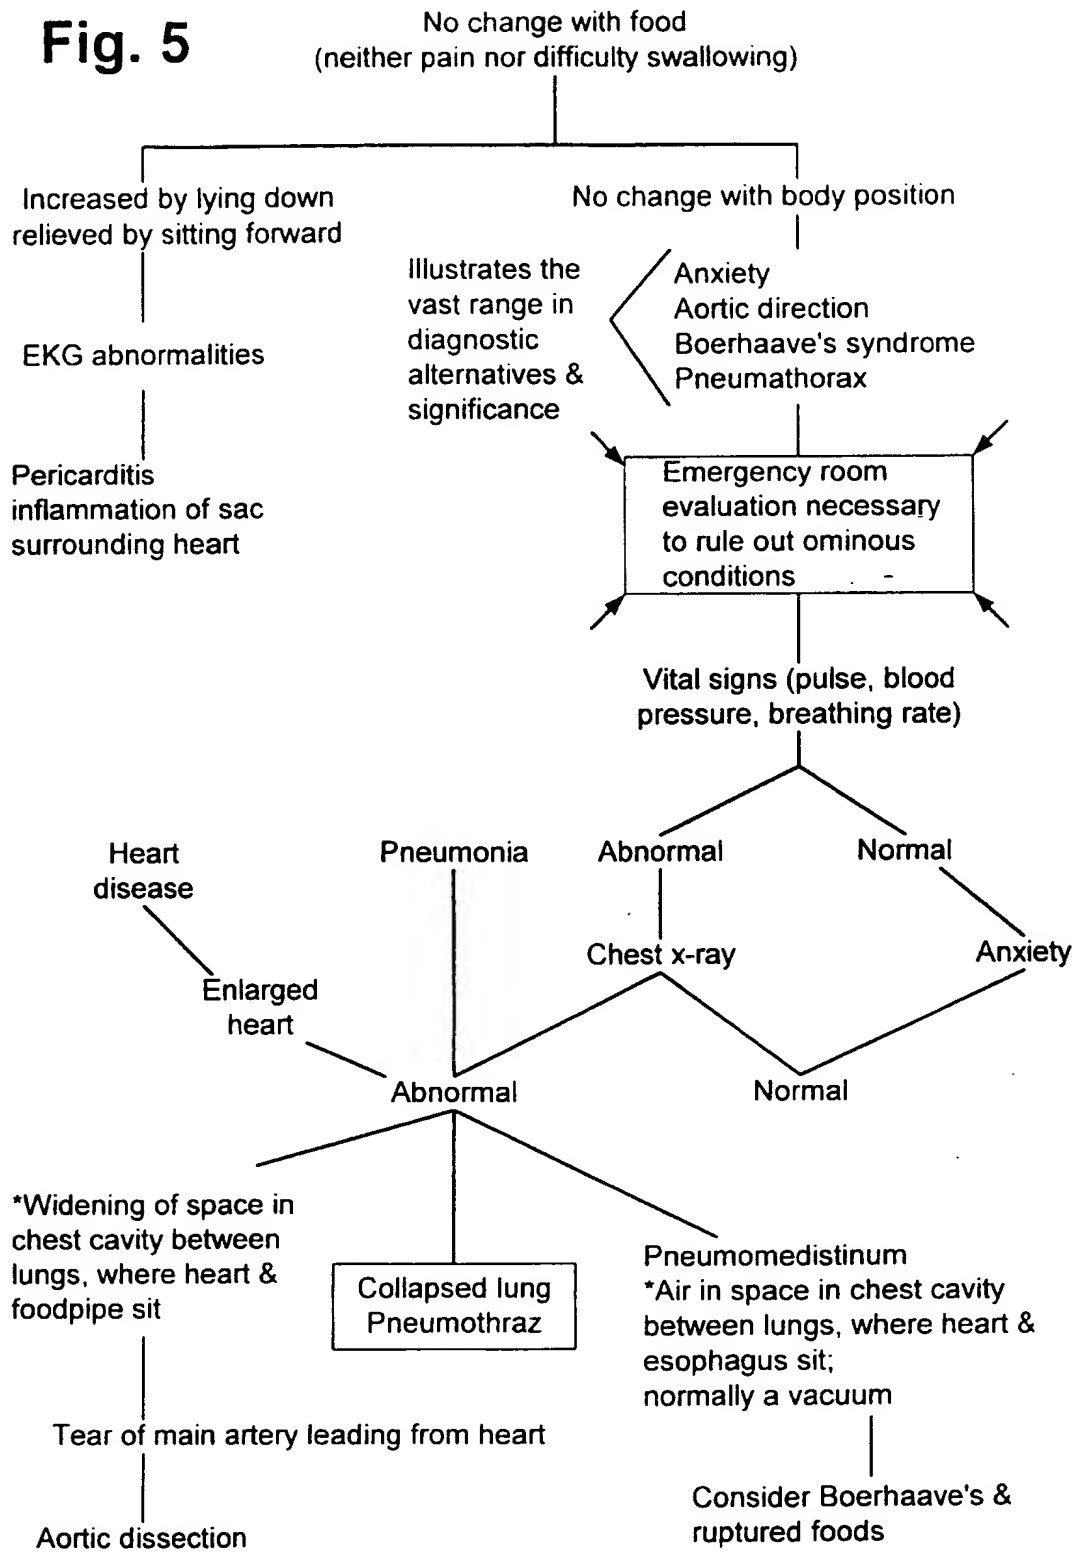 Fig. 5
No change with food
(neither pain nor difficulty swallowing)
Increased by lying down
relieved by sitting forward
No change with body position
Illustrates the
vast range in
diagnostic
alternatives &
significance
Anxiety
Aortic direction
Boerhaave's syndrome
Pneumathorax
EKG abnormalities
Pericarditis
inflammation of sac
surrounding heart
Emergency room
evaluation necessary
to rule out ominous
conditions
Vital signs (pulse, blood
pressure, breathing rate)
Heart
disease
Pneumonia
Abnormal
Normal
Chest x-ray
Anxiety
Enlarged
heart
Abnormal
Normal
*Widening of space in
chest cavity between
lungs, where heart &
foodpipe sit
Collapsed lung
Pneumothraz
Pneumomedistinum
*Air in space in chest cavity
between lungs, where heart &
esophagus sit;
normally a vacuum
Tear of main artery leading from heart
Aortic dissection
Consider Boerhaave's &
ruptured foods